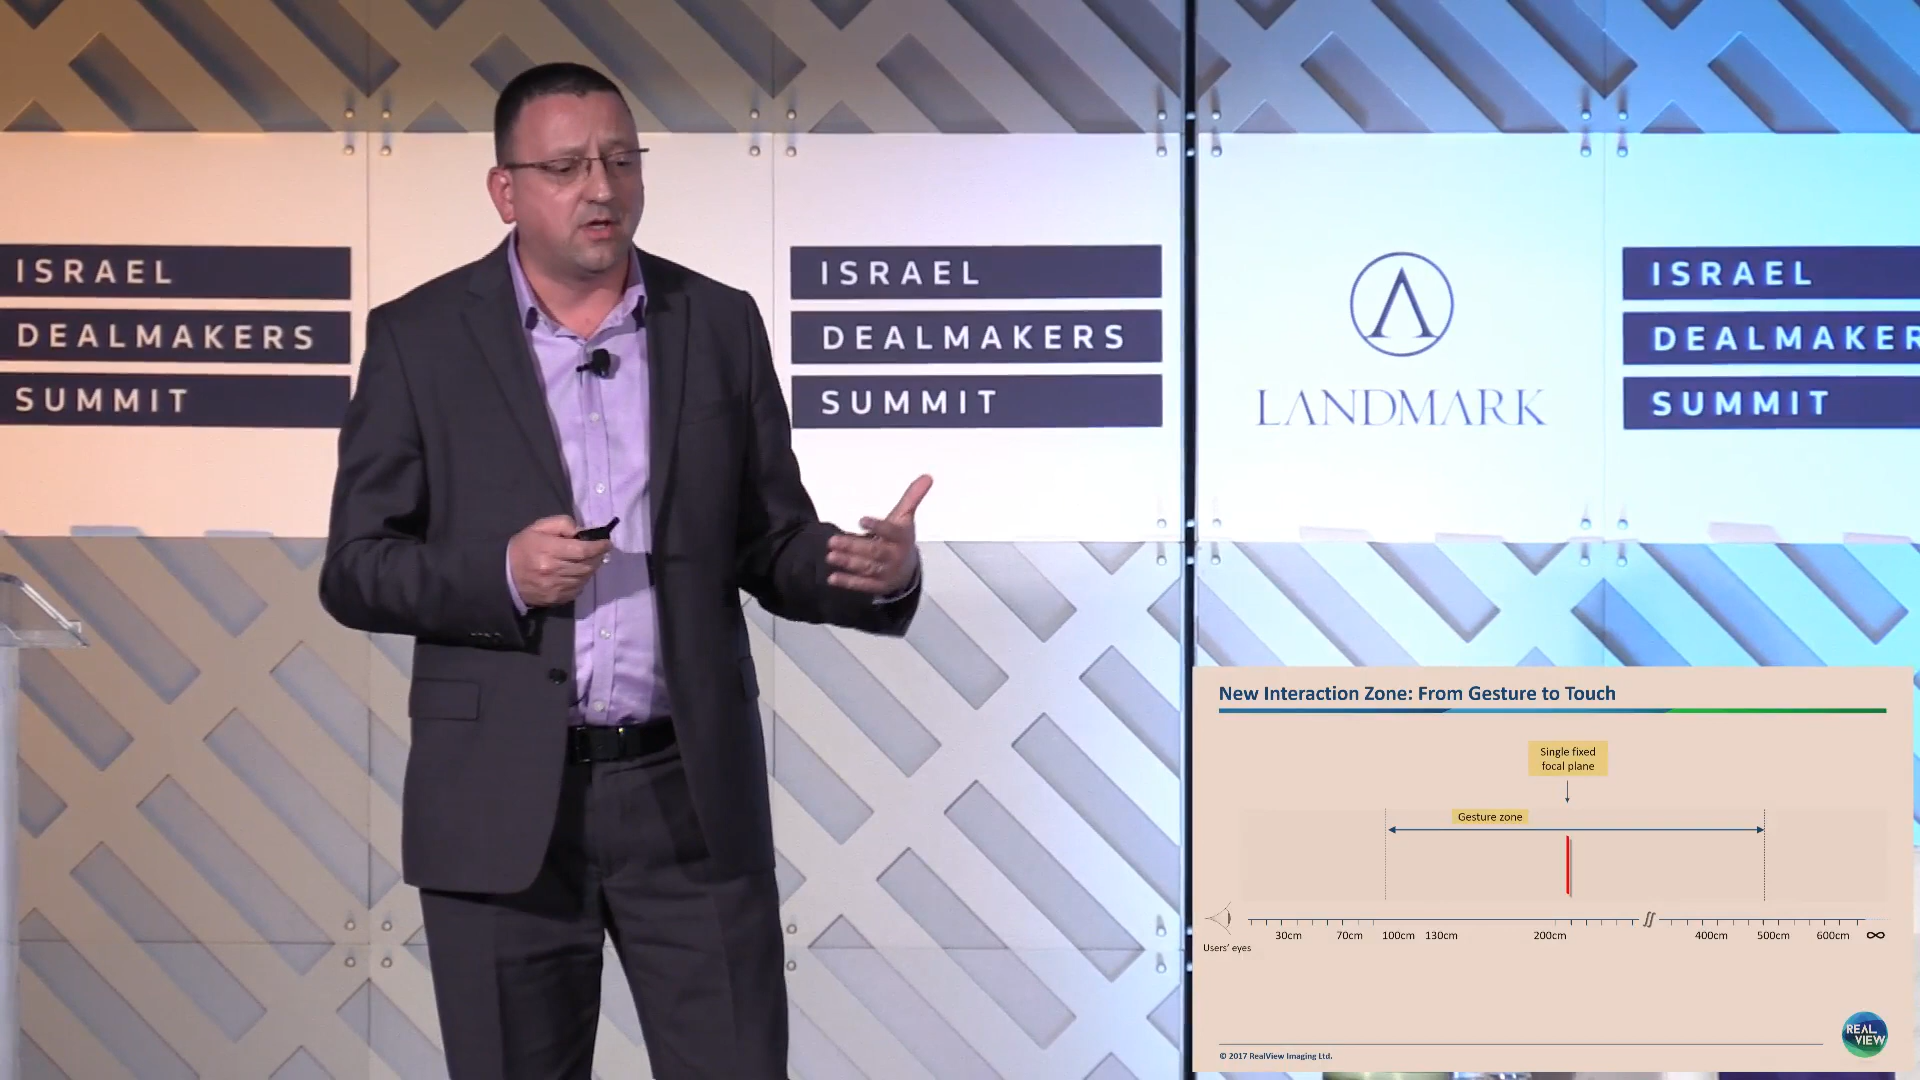 ISRAEL
DEALMAKERS
SUMMIT
ISRAEL
DEALMAKERS
SUMMIT
LANDMARK
ISRAEL
DEALMAKER
SUMMIT
New Interaction Zone: From Gesture to Touch
Single fixed
focal plane
Gesture zone
Users' eyes
30cm 70cm 100cm 130cm 200cm 400cm 500cm 600cm ∞
© 2017 RealView Imaging Ltd.
REAL
VIEW